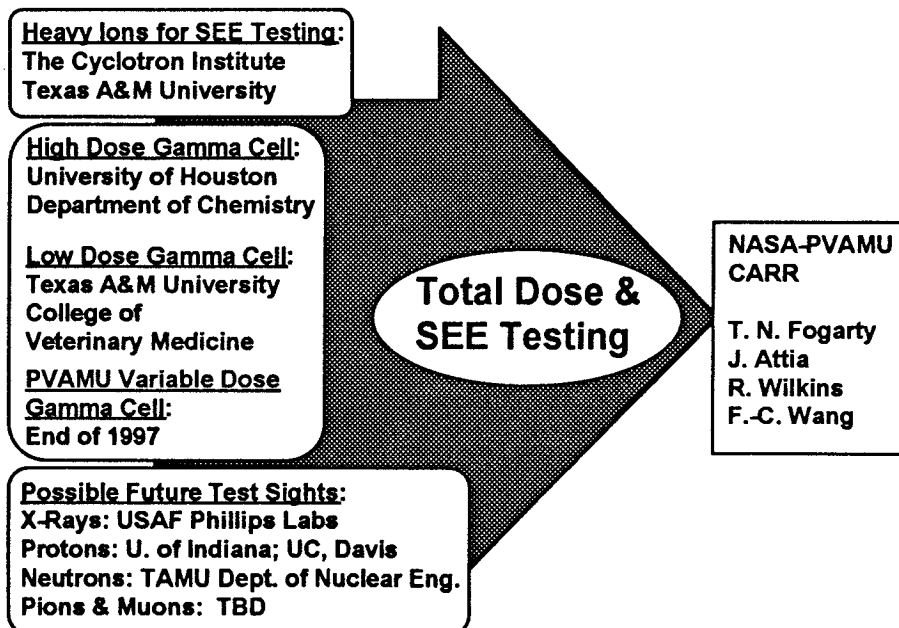 Heavy Ions for SEE Testing:
The Cyclotron Institute
Texas A&M University
High Dose Gamma Cell:
University of Houston
Department of Chemistry
Low Dose Gamma Cell:
Texas A&M University
College of
Veterinary Medicine
PVAMU Variable Dose
Gamma Cell:
End of 1997
Possible Future Test Sights:
X-Rays: USAF Phillips Labs
Protons: U. of Indiana; UC, Davis
Neutrons: TAMU Dept. of Nuclear Eng.
Pions & Muons: TBD
Total Dose &
SEE Testing
NASA-PVAMU
CARR
T. N. Fogarty
J. Attia
R. Wilkins
F.-C. Wang